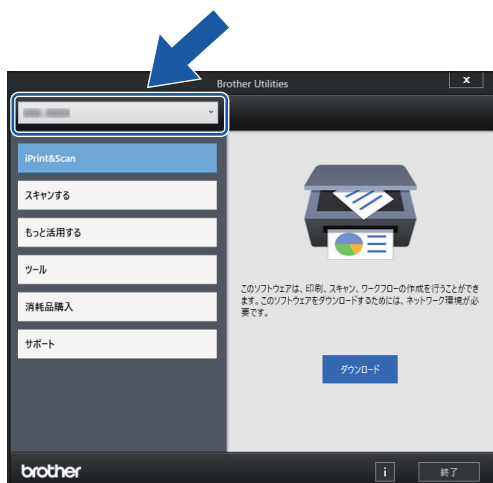 Brother Utilities
X
iPrint&Scan
スキャンする
もっと活用する
ツール
消耗品購入
サポート
このソフトウェアは、印刷、スキャン、ワークフローの作成を行うことができ
ます。このソフトウェアをダウンロードするためには、ネットワーク環境が必
要です。
ダウンロード
brother
i
終了